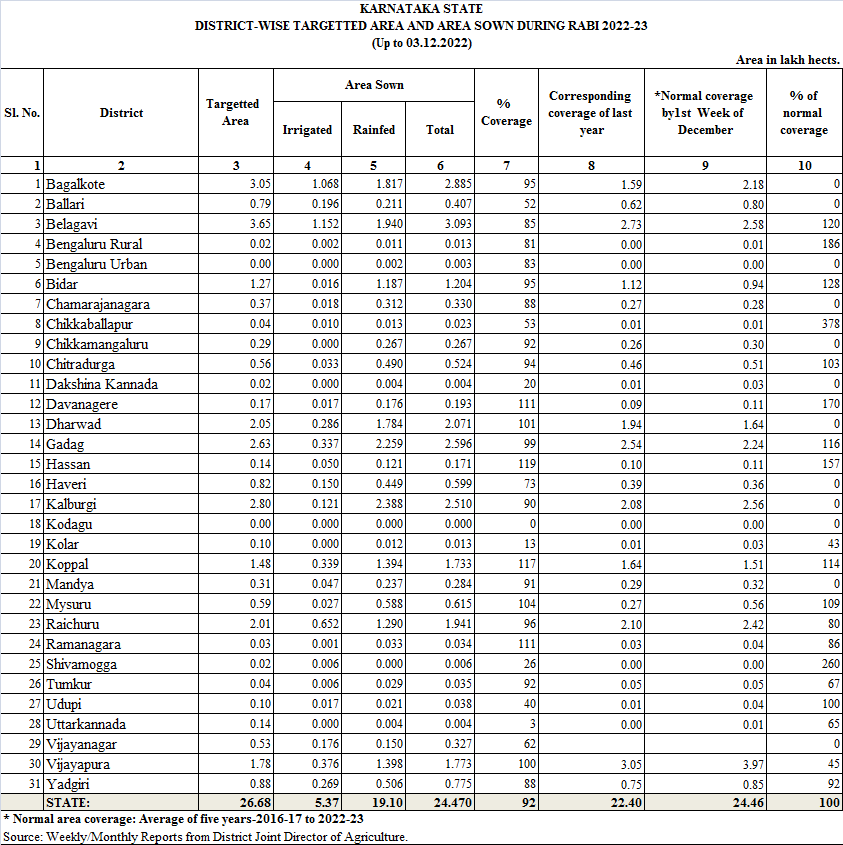 KARNATAKA STATE
DISTRICT-WISE TARGETTED AREA AND AREA SOWN DURING RABI 2022-23
(Up to 03.12.2022)
Area in lakh hects.
Sl. No. District Targetted Area Area Sown % Coverage Corresponding coverage of last year *Normal coverage by1st Week of December % of normal coverage
Irrigated Rainfed Total
1 2 3 4 5 6 7 8 9 10
1 Bagalkote 3.05 1.068 1.817 2.885 95 1.59 2.18 0
2 Ballari 0.79 0.196 0.211 0.407 52 0.62 0.80 0
3 Belagavi 3.65 1.152 1.940 3.093 85 2.73 2.58 120
4 Bengaluru Rural 0.02 0.002 0.011 0.013 81 0.00 0.01 186
5 Bengaluru Urban 0.00 0.000 0.002 0.003 83 0.00 0.00 0
6 Bidar 1.27 0.016 1.187 1.204 95 1.12 0.94 128
7 Chamarajanagara 0.37 0.018 0.312 0.330 88 0.27 0.28 0
8 Chikkaballapur 0.04 0.010 0.013 0.023 53 0.01 0.01 378
9 Chikkamangaluru 0.29 0.000 0.267 0.267 92 0.26 0.30 0
10 Chitradurga 0.56 0.033 0.490 0.524 94 0.46 0.51 103
11 Dakshina Kannada 0.02 0.000 0.004 0.004 20 0.01 0.03 0
12 Davanagere 0.17 0.017 0.176 0.193 111 0.09 0.11 170
13 Dharwad 2.05 0.286 1.784 2.071 101 1.94 1.64 0
14 Gadag 2.63 0.337 2.259 2.596 99 2.54 2.24 116
15 Hassan 0.14 0.050 0.121 0.171 119 0.10 0.11 157
16 Haveri 0.82 0.150 0.449 0.599 73 0.39 0.36 0
17 Kalburgi 2.80 0.121 2.388 2.510 90 2.08 2.56 0
18 Kodagu 0.00 0.000 0.000 0.000 0 0.00 0.00 0
19 Kolar 0.10 0.000 0.012 0.013 13 0.01 0.03 43
20 Koppal 1.48 0.339 1.394 1.733 117 1.64 1.51 114
21 Mandya 0.31 0.047 0.237 0.284 91 0.29 0.32 0
22 Mysuru 0.59 0.027 0.588 0.615 104 0.27 0.56 109
23 Raichuru 2.01 0.652 1.290 1.941 96 2.10 2.42 80
24 Ramanagara 0.03 0.001 0.033 0.034 111 0.03 0.04 86
25 Shivamogga 0.02 0.006 0.000 0.006 26 0.00 0.00 260
26 Tumkur 0.04 0.006 0.029 0.035 92 0.05 0.05 67
27 Udupi 0.10 0.017 0.021 0.038 40 0.01 0.04 100
28 Uttarkannada 0.14 0.000 0.004 0.004 3 0.00 0.01 65
29 Vijayanagar 0.53 0.176 0.150 0.327 62 0
30 Vijayapura 1.78 0.376 1.398 1.773 100 3.05 3.97 45
31 Yadgiri 0.88 0.269 0.506 0.775 88 0.75 0.85 92
STATE: 26.68 5.37 19.10 24.470 92 22.40 24.46 100
* Normal area coverage: Average of five years-2016-17 to 2022-23
Source: Weekly/Monthly Reports from District Joint Director of Agriculture.